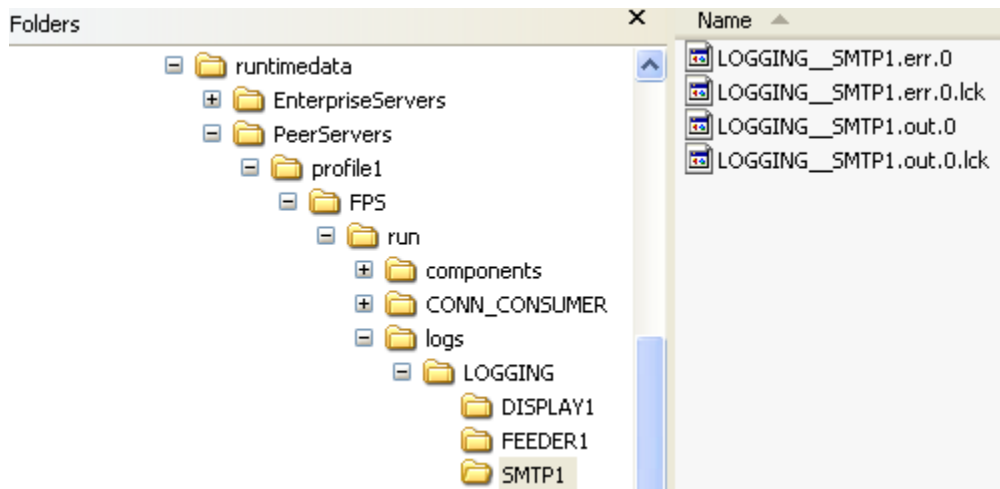 Folders
runtimedata
EnterpriseServers
PeerServers
profile1
FPS
run
components
CONN_CONSUMER
logs
LOGGING
DISPLAY1
FEEDER1
SMTP1
Name
LOGGING__SMTP1.err.0
LOGGING__SMTP1.err.0.lck
LOGGING__SMTP1.out.0
LOGGING__SMTP1.out.0.lck